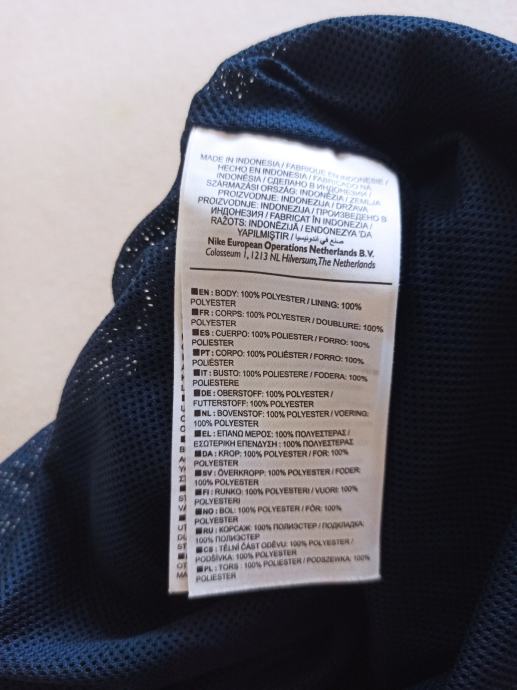 MADE IN INDONESIA / FABRIQUE EN INDONESIE /
HECHO EN INDONESIA / FABRICADO NA
INDONÉSIA / СДЕЛАНО В ИНДОНЕЗИИ /
SZÁRMAZÁSI ORSZÁG: INDONÉZIA / ZEMLJA
PROIZVODNJE: INDONEZIJA / DRŽAVA
PROIZVODNJE: INDONEZIJA / ПРОИЗВЕДЕНО В
ИНДОНЕЗИЯ / FABRICAT ÎN INDONEZIA /
RAŽOTS: INDONĒZIJĀ / ENDONEZYA 'DA
YAPILMIŞTIR / صنع في اندونيسيا
Nike European Operations Netherlands B.V.
Colosseum 1, 1213 NL Hilversum, The Netherlands
EN : BODY: 100% POLYESTER / LINING: 100%
POLYESTER
FR : CORPS: 100% POLYESTER / DOUBLURE: 100%
POLYESTER
ES : CUERPO: 100% POLIESTER / FORRO: 100%
POLIESTER
PT : CORPO: 100% POLIÉSTER / FORRO: 100%
POLIÉSTER
IT : BUSTO: 100% POLIESTERE / FODERA: 100%
POLIESTERE
DE : OBERSTOFF: 100% POLYESTER /
FUTTERSTOFF: 100% POLYESTER
NL : BOVENSTOF: 100% POLYESTER / VOERING:
100% POLYESTER
EL : ΕΠΑΝΩ ΜΕΡΟΣ: 100% ΠΟΛΥΕΣΤΕΡΑΣ /
ΕΣΩΤΕΡΙΚΗ ΕΠΕΝΔΥΣΗ : 100% ΠΟΛΥΕΣΤΕΡΑΣ
DA : KROP: 100% POLYESTER / FOR: 100%
POLYESTER
SV : ÖVERKROPP: 100% POLYESTER / FODER:
100% POLYESTER
FI : RUNKO: 100% POLYESTERI / VUORI: 100%
POLYESTERI
NO : BOL: 100% POLYESTER / FÔR: 100%
POLYESTER
RU : КОРСАЖ: 100% ПОЛИЭСТЕР / ПОДКЛАДКА:
100% ПОЛИЭСТЕР
CS : TĚLNÍ ČÁST ODĚVU: 100% POLYESTER /
PODŠÍVKA: 100% POLYESTER
PL : TORS : 100% POLIESTER / PODSZEWKA: 100%
POLIESTER